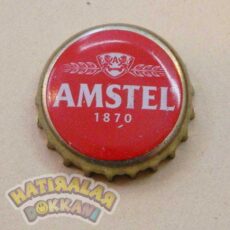 AMSTEL
1870
HATIRALAR
DÜKKANI